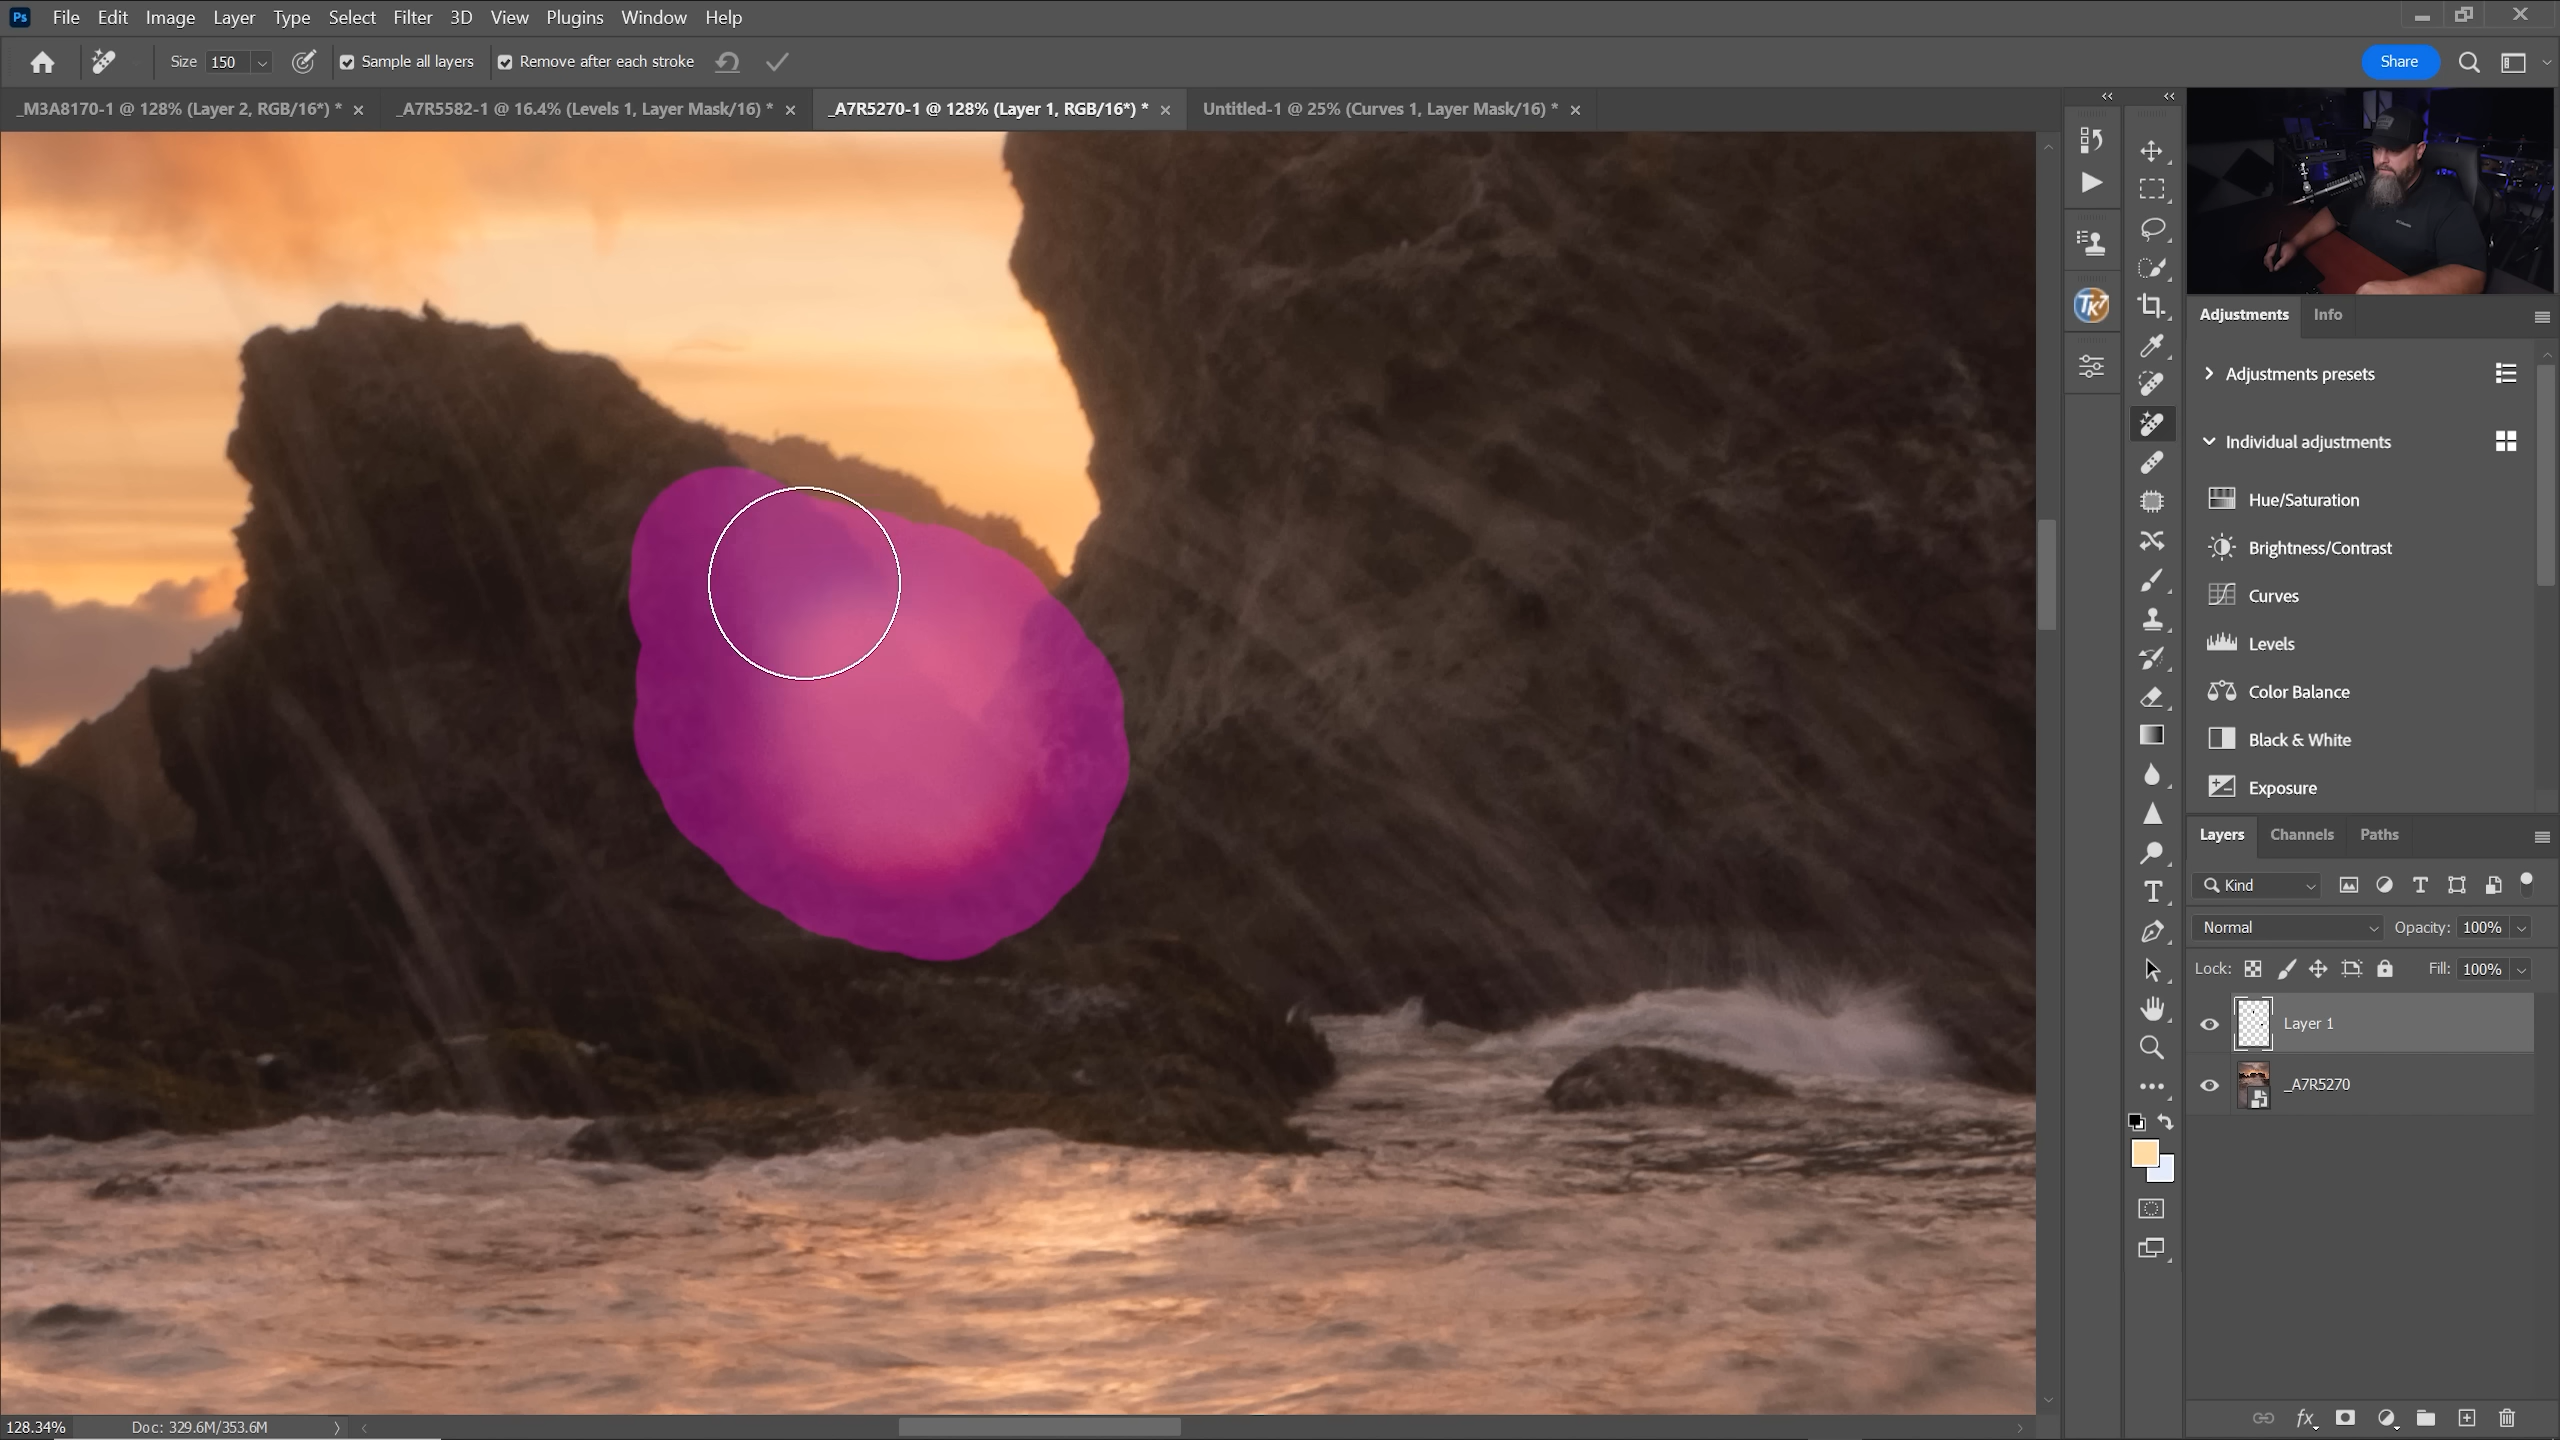 Ps File Edit Image Layer Type Select Filter 3D View Plugins Window Help
Size 150 Sample all layers Remove after each stroke Share
_M3A8170-1 @ 128% (Layer 2, RGB/16*) * × _A7R5582-1 @ 16.4% (Levels 1, Layer Mask/16) * × _A7R5270-1 @ 128% (Layer 1, RGB/16*) * × Untitled-1 @ 25% (Curves 1, Layer Mask/16) * ×
TK7
Adjustments Info
Adjustments presets
Individual adjustments
Hue/Saturation
Brightness/Contrast
Curves
Levels
Color Balance
Black & White
Exposure
Layers Channels Paths
Kind
Normal Opacity: 100%
Lock: Fill: 100%
Layer 1
_A7R5270
128.34% Doc: 329.6M/353.6M